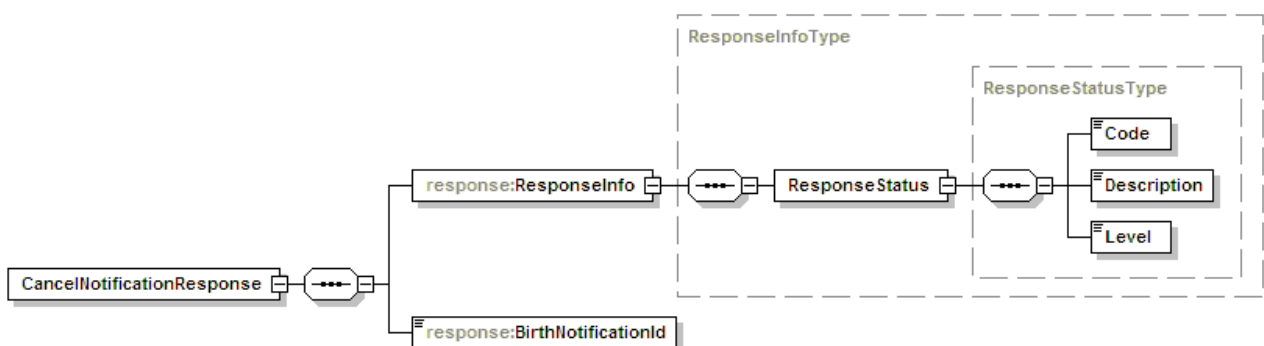 ResponseInfoType
ResponseStatusType
Code
response:ResponseInfo
ResponseStatus
Description
Level
CancelNotificationResponse
response:BirthNotificationId